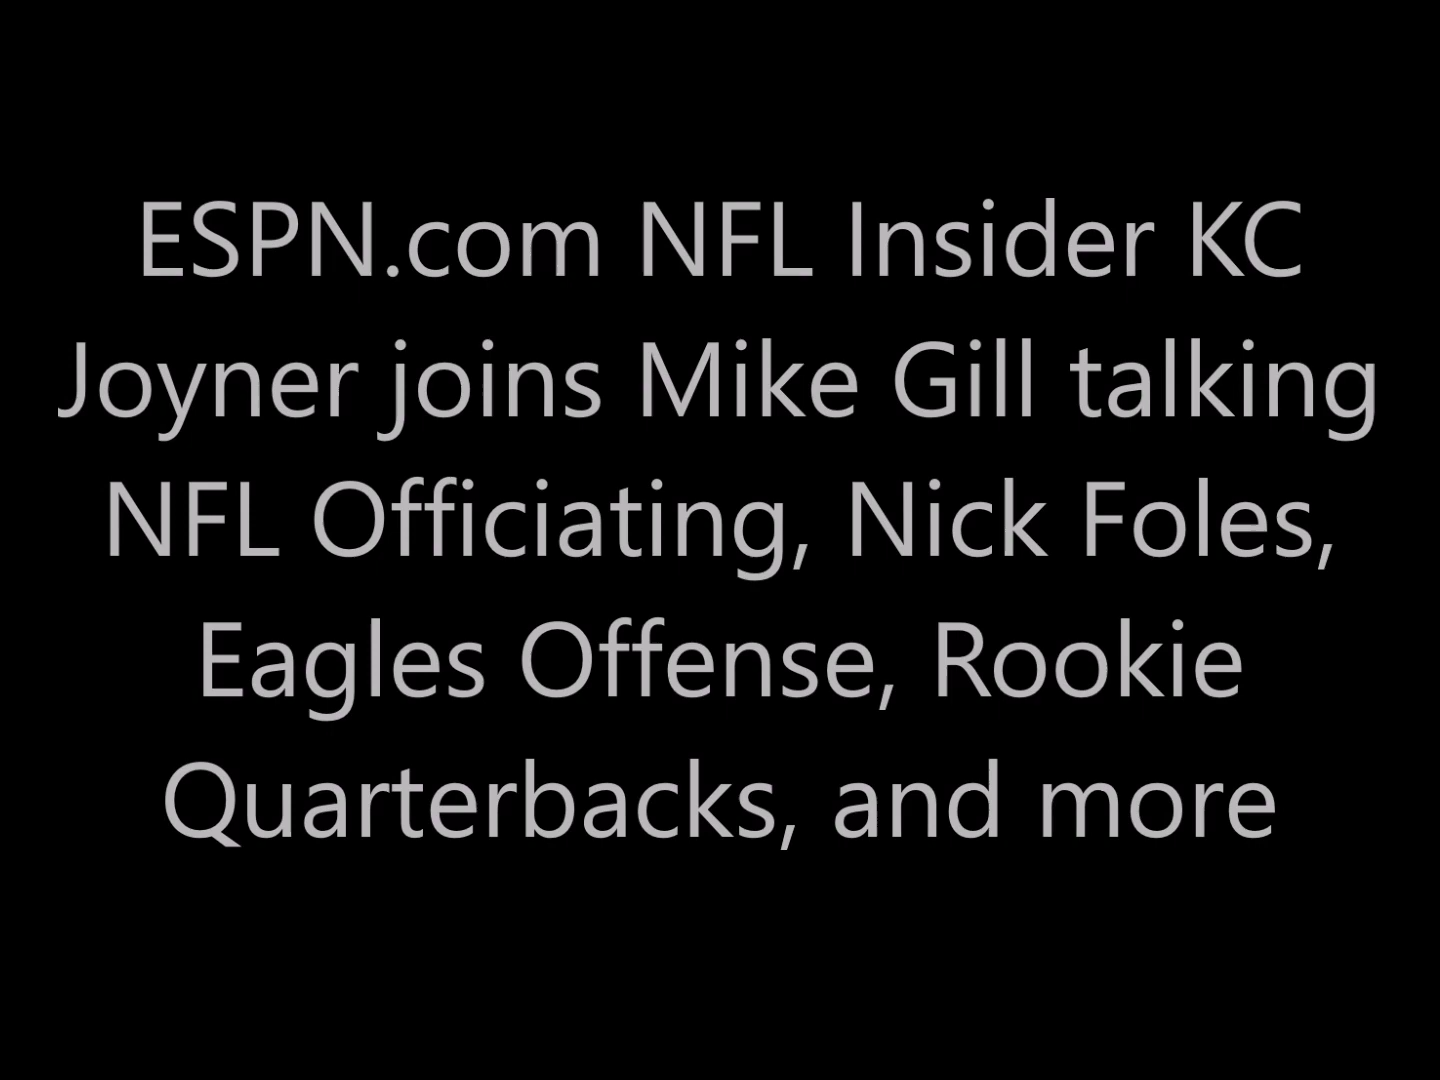 ESPN.com NFL Insider KC
Joyner joins Mike Gill talking
NFL Officiating, Nick Foles,
Eagles Offense, Rookie
Quarterbacks, and more